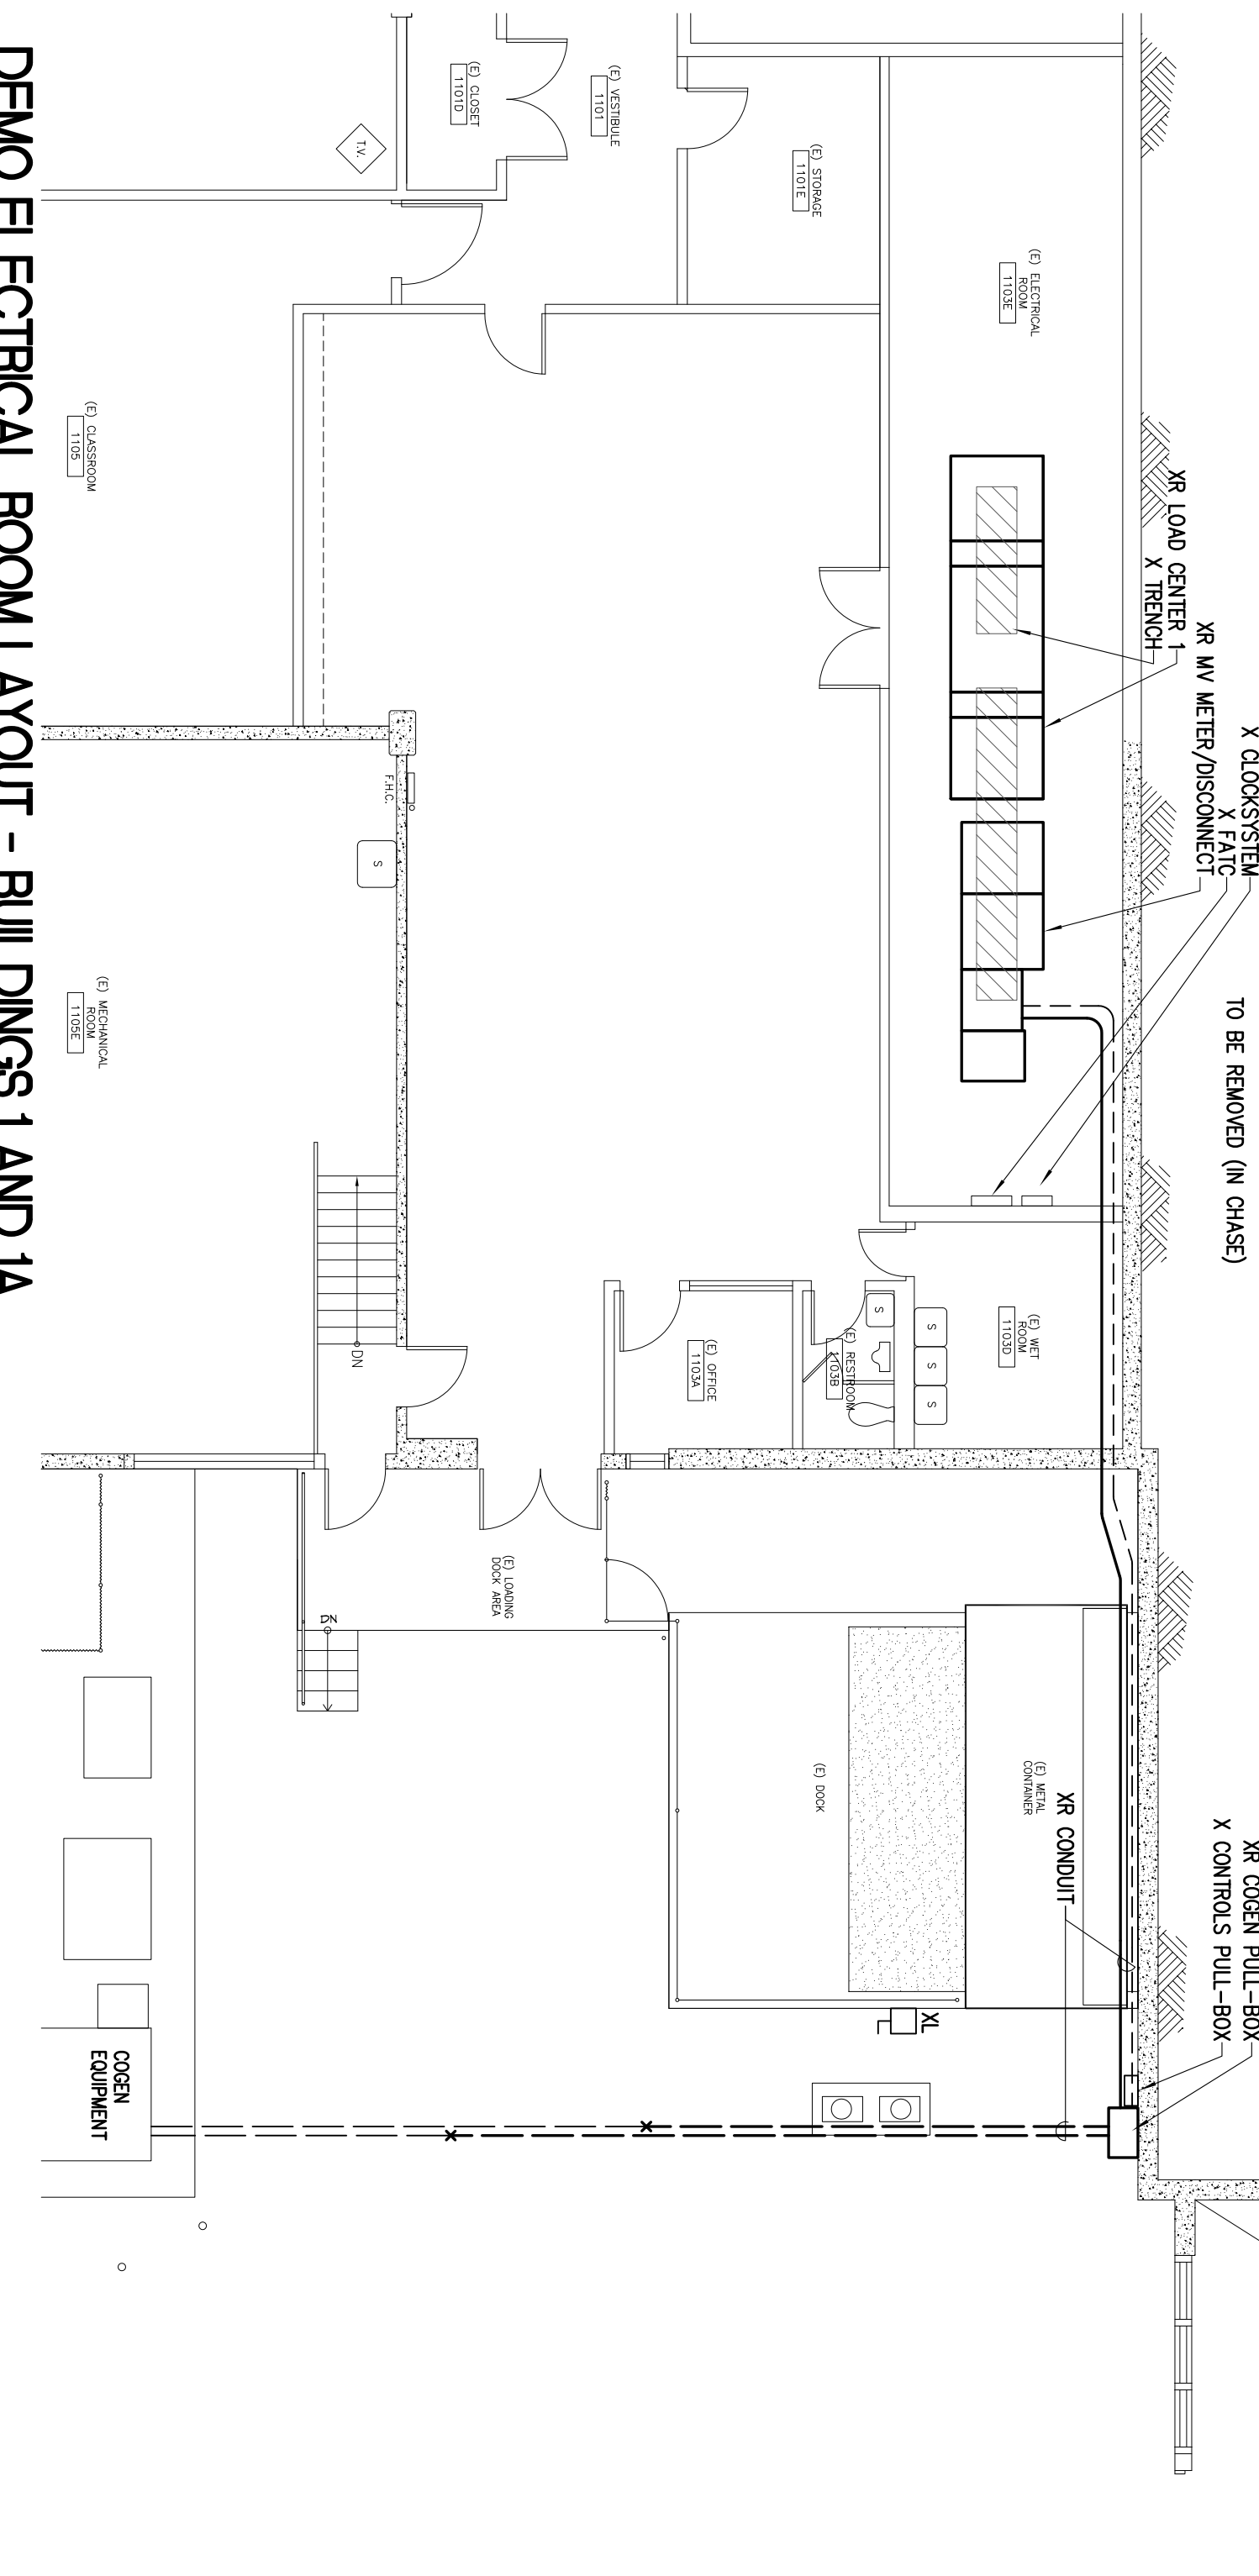 X CLOCKSYSTEM
X FATC
XR MV METER/DISCONNECT
XR LOAD CENTER 1
X TRENCH
TO BE REMOVED (IN CHASE)
XR COGEN PULL-BOX
X CONTROLS PULL-BOX
XR CONDUIT
(E) ELECTRICAL
ROOM
1103E
(E) WET
ROOM
1103D
S
S
S
S
(E) METAL
CONTAINER
XL
(E) STORAGE
1101E
(E) RESTROOM
1103B
(E) DOCK
(E) OFFICE
1103A
(E) VESTIBULE
1101
(E) CLOSET
1101D
(E) LOADING
DOCK AREA
T.V.
F.H.C.
S
DN
DN
(E) CLASSROOM
1105
(E) MECHANICAL
ROOM
1105E
COGEN
EQUIPMENT
DEMO ELECTRICAL ROOM LAYOUT - BUILDINGS 1 AND 1A